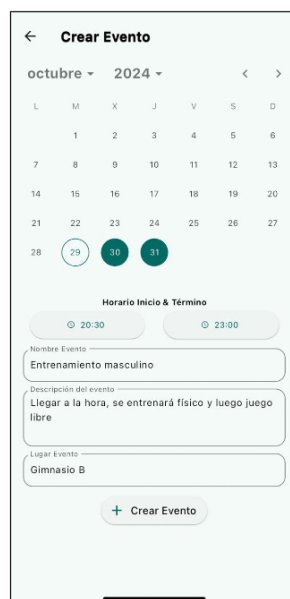 Crear Evento
octubre 2024
L M X J V S D
1 2 3 4 5 6
7 8 9 10 11 12 13
14 15 16 17 18 19 20
21 22 23 24 25 26 27
28 29 30 31
Horario Inicio & Término
20:30 23:00
Nombre Evento
Entrenamiento masculino
Descripción del evento
Llegar a la hora, se entrenará físico y luego juego
libre
Lugar Evento
Gimnasio B
+ Crear Evento